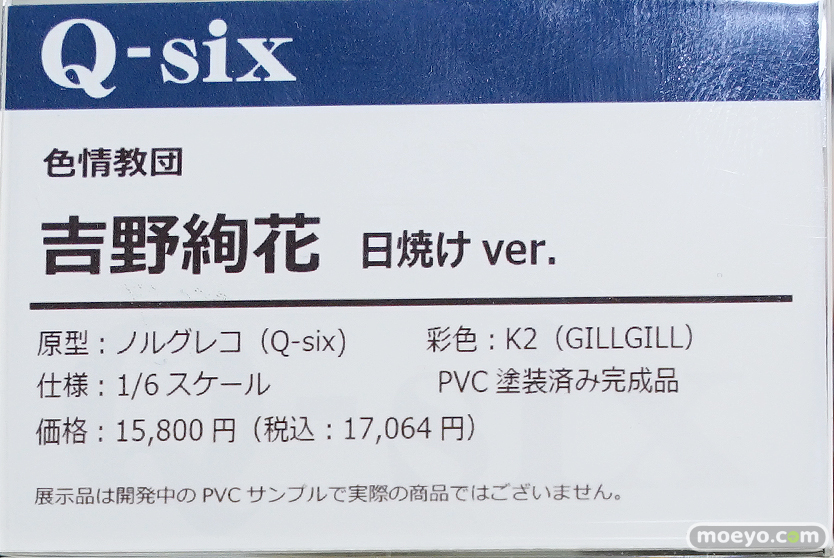 Q-six
色情教団
吉野絢花 日焼け ver.
原型：ノルグレコ（Q-six) 彩色：K2（GILLGILL）
仕様：1/6 スケール PVC 塗装済み完成品
価格：15,800 円（税込：17,064 円）
展示品は開発中の PVC サンプルで実際の商品ではございません。
moeyo.com